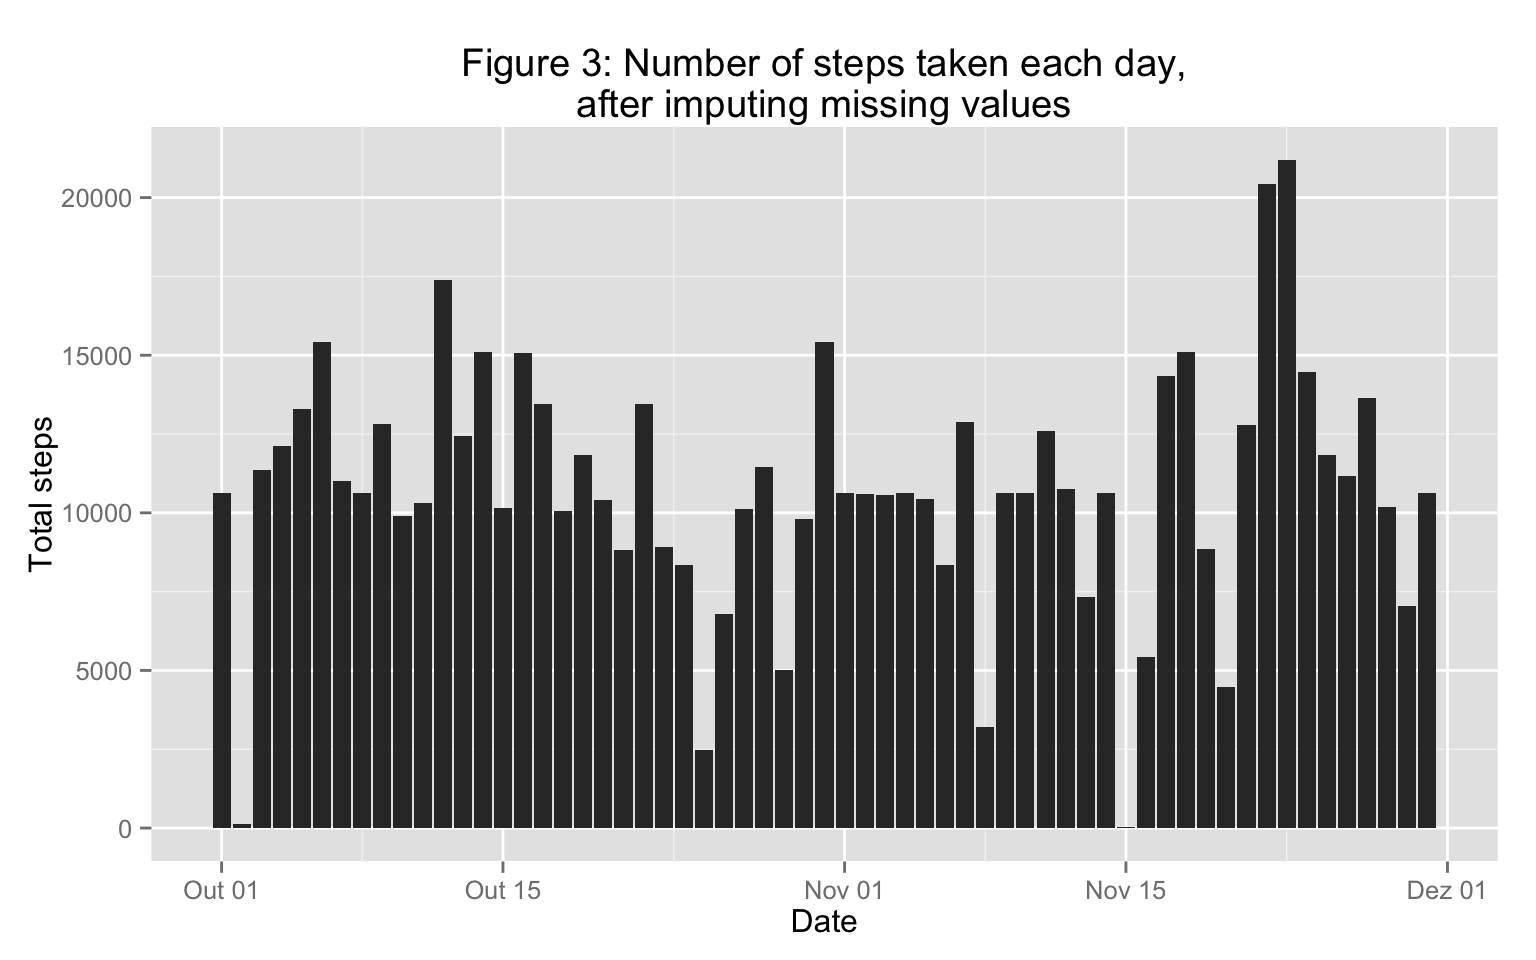 Figure 3: Number of steps taken each day,
after imputing missing values
Total steps
20000
15000
10000
5000
0
Out 01
Out 15
Nov 01
Nov 15
Dez 01
Date